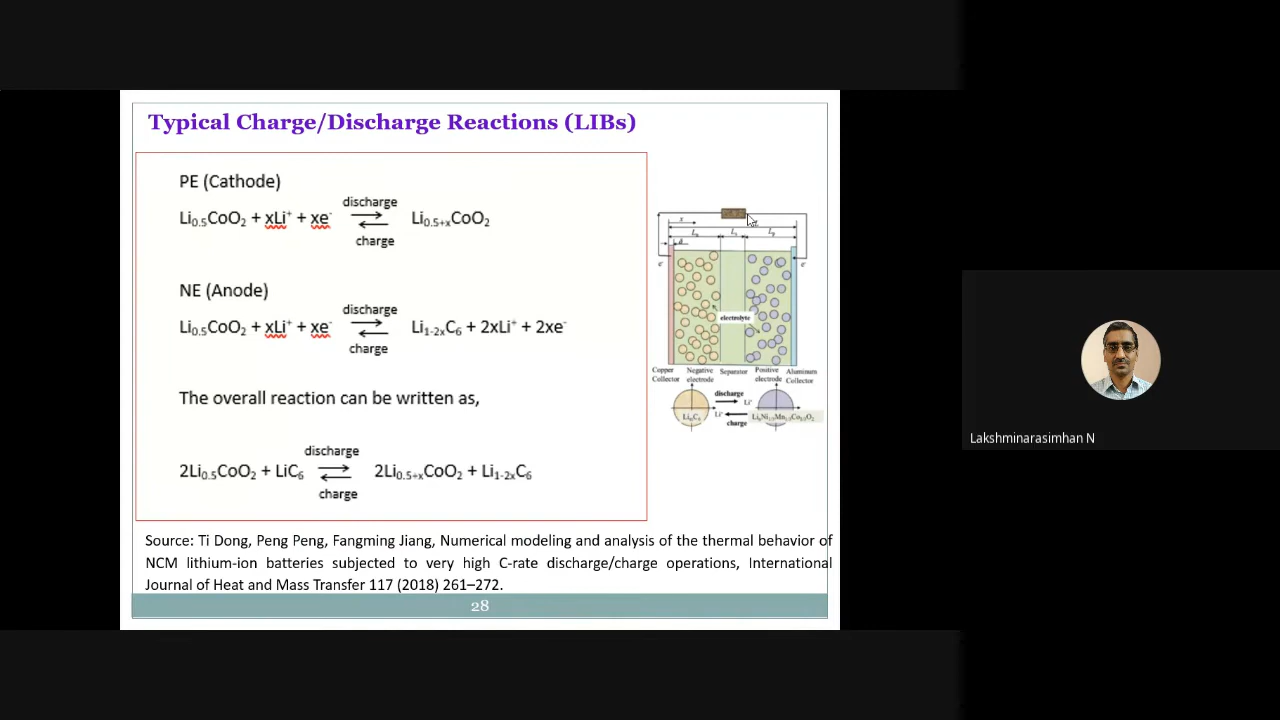 Typical Charge/Discharge Reactions (LIBs)
PE (Cathode)
discharge
Li₀.₅CoO₂ + xLi⁺ + xe⁻ Li₀.₅₊ₓCoO₂
charge
NE (Anode)
discharge
Li₀.₅CoO₂ + xLi⁺ + xe⁻ Li₁₋₂ₓC₆ + 2xLi⁺ + 2xe⁻
charge
The overall reaction can be written as,
discharge
2Li₀.₅CoO₂ + LiC₆ 2Li₀.₅₊ₓCoO₂ + Li₁₋₂ₓC₆
charge
x
Lₙ Lₛ Lₚ
e⁻ e⁻
electrolyte
Copper Negative Separator Positive Aluminum
Collector electrode electrode Collector
discharge
Li⁺
Li⁺
charge
Source: Ti Dong, Peng Peng, Fangming Jiang, Numerical modeling and analysis of the thermal behavior of
NCM lithium-ion batteries subjected to very high C-rate discharge/charge operations, International
Journal of Heat and Mass Transfer 117 (2018) 261–272.
28
Lakshminarasimhan N